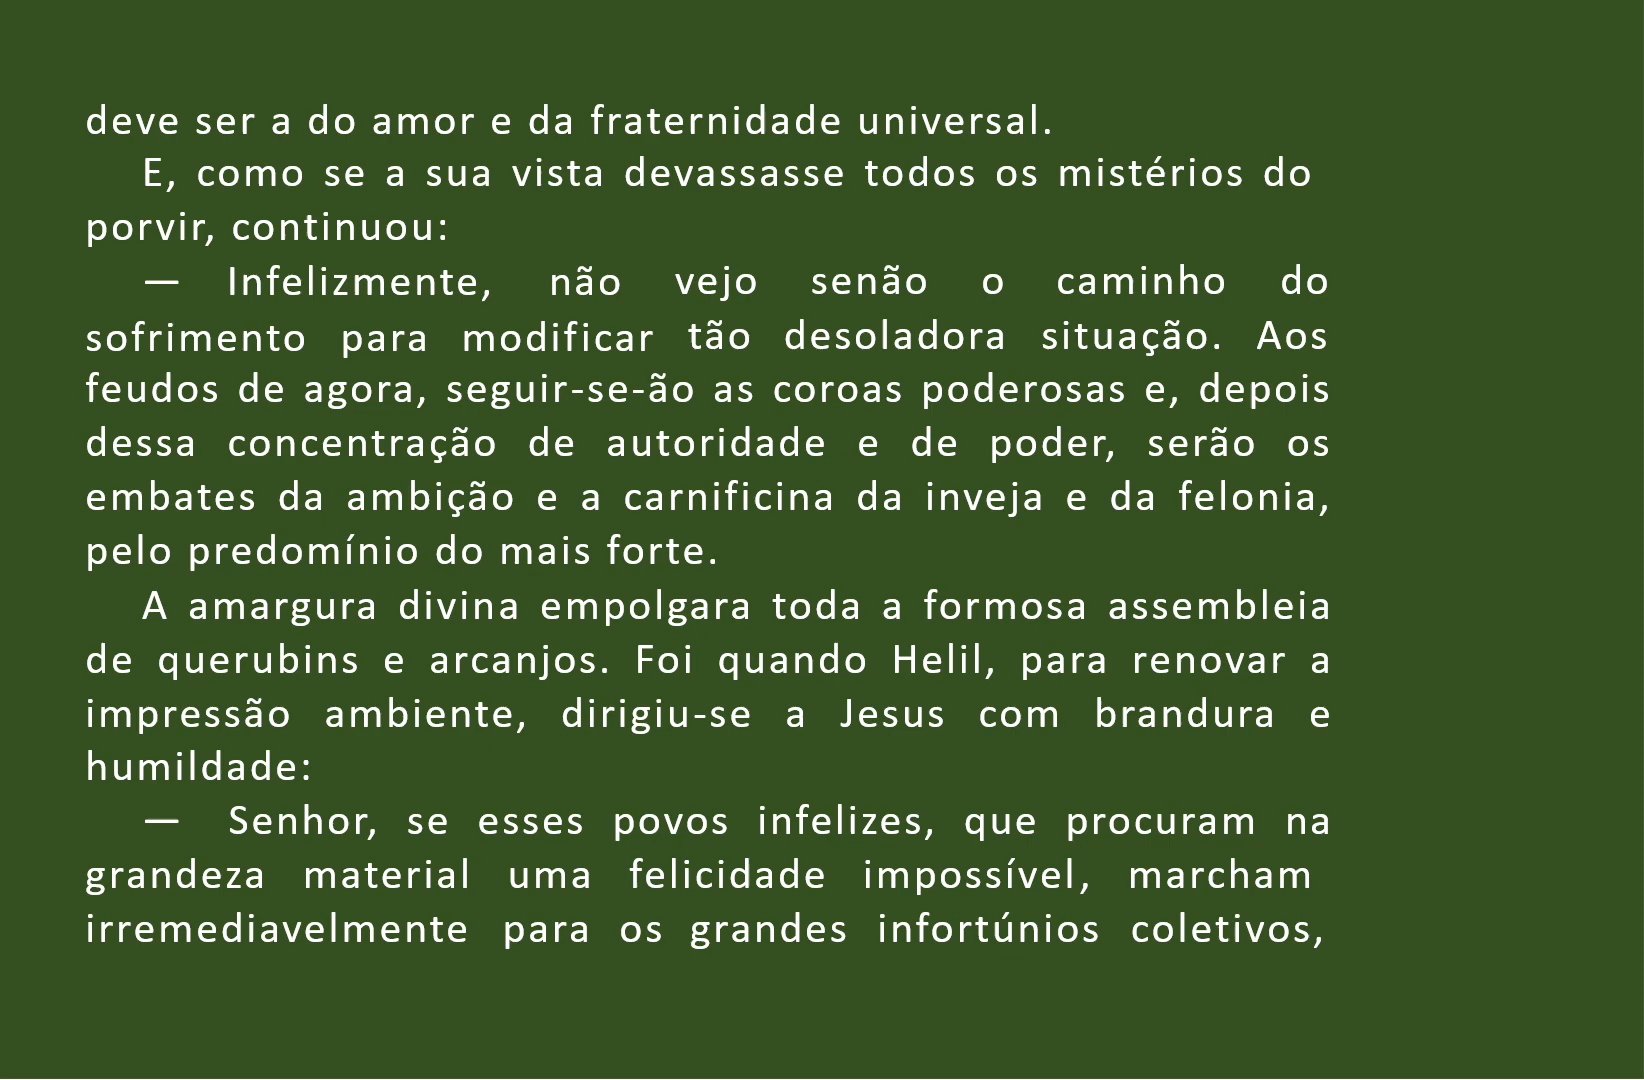 deve ser a do amor e da fraternidade universal.
E, como se a sua vista devassasse todos os mistérios do
porvir, continuou:
— Infelizmente, não vejo senão o caminho do
sofrimento para modificar tão desoladora situação. Aos
feudos de agora, seguir-se-ão as coroas poderosas e, depois
dessa concentração de autoridade e de poder, serão os
embates da ambição e a carnificina da inveja e da felonia,
pelo predomínio do mais forte.
A amargura divina empolgara toda a formosa assembleia
de querubins e arcanjos. Foi quando Helil, para renovar a
impressão ambiente, dirigiu-se a Jesus com brandura e
humildade:
— Senhor, se esses povos infelizes, que procuram na
grandeza material uma felicidade impossível, marcham
irremediavelmente para os grandes infortúnios coletivos,